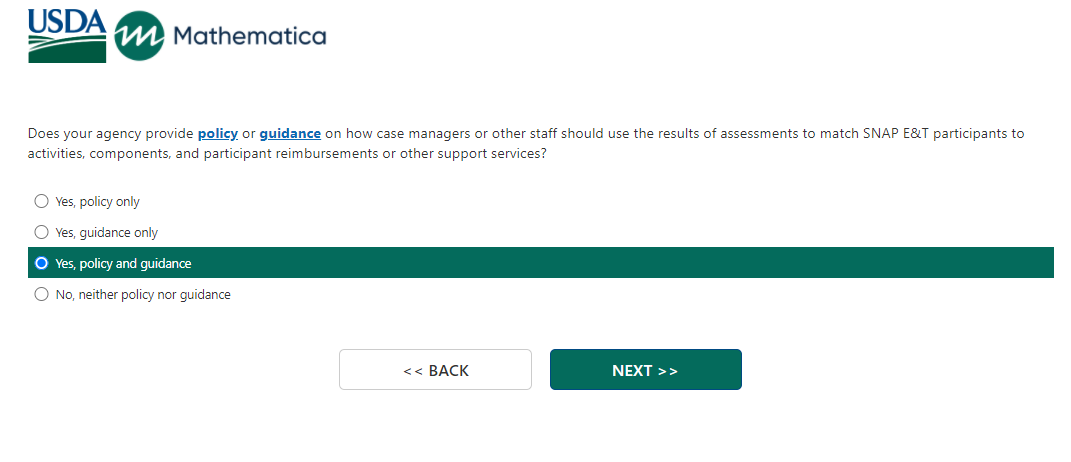 USDA
m Mathematica
Does your agency provide policy or guidance on how case managers or other staff should use the results of assessments to match SNAP E&T participants to
activities, components, and participant reimbursements or other support services?
Yes, policy only
Yes, guidance only
Yes, policy and guidance
No, neither policy nor guidance
<< BACK
NEXT >>